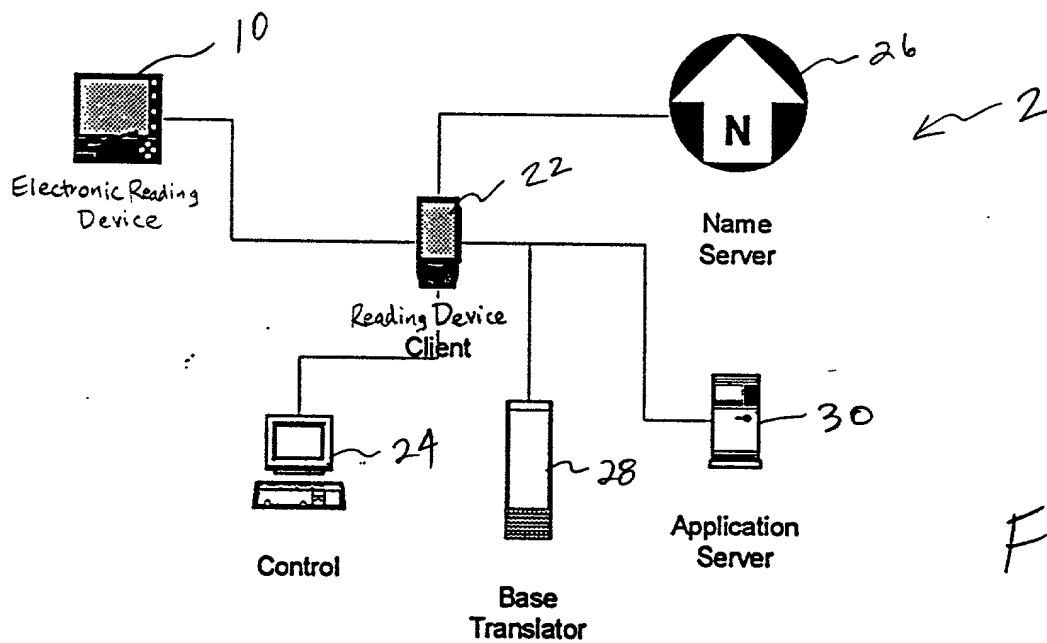 10
26
2
N
22
Electronic Reading
Device
Name
Server
Reading Device
Client
24
28
30
Control
Application
Server
F
Base
Translator